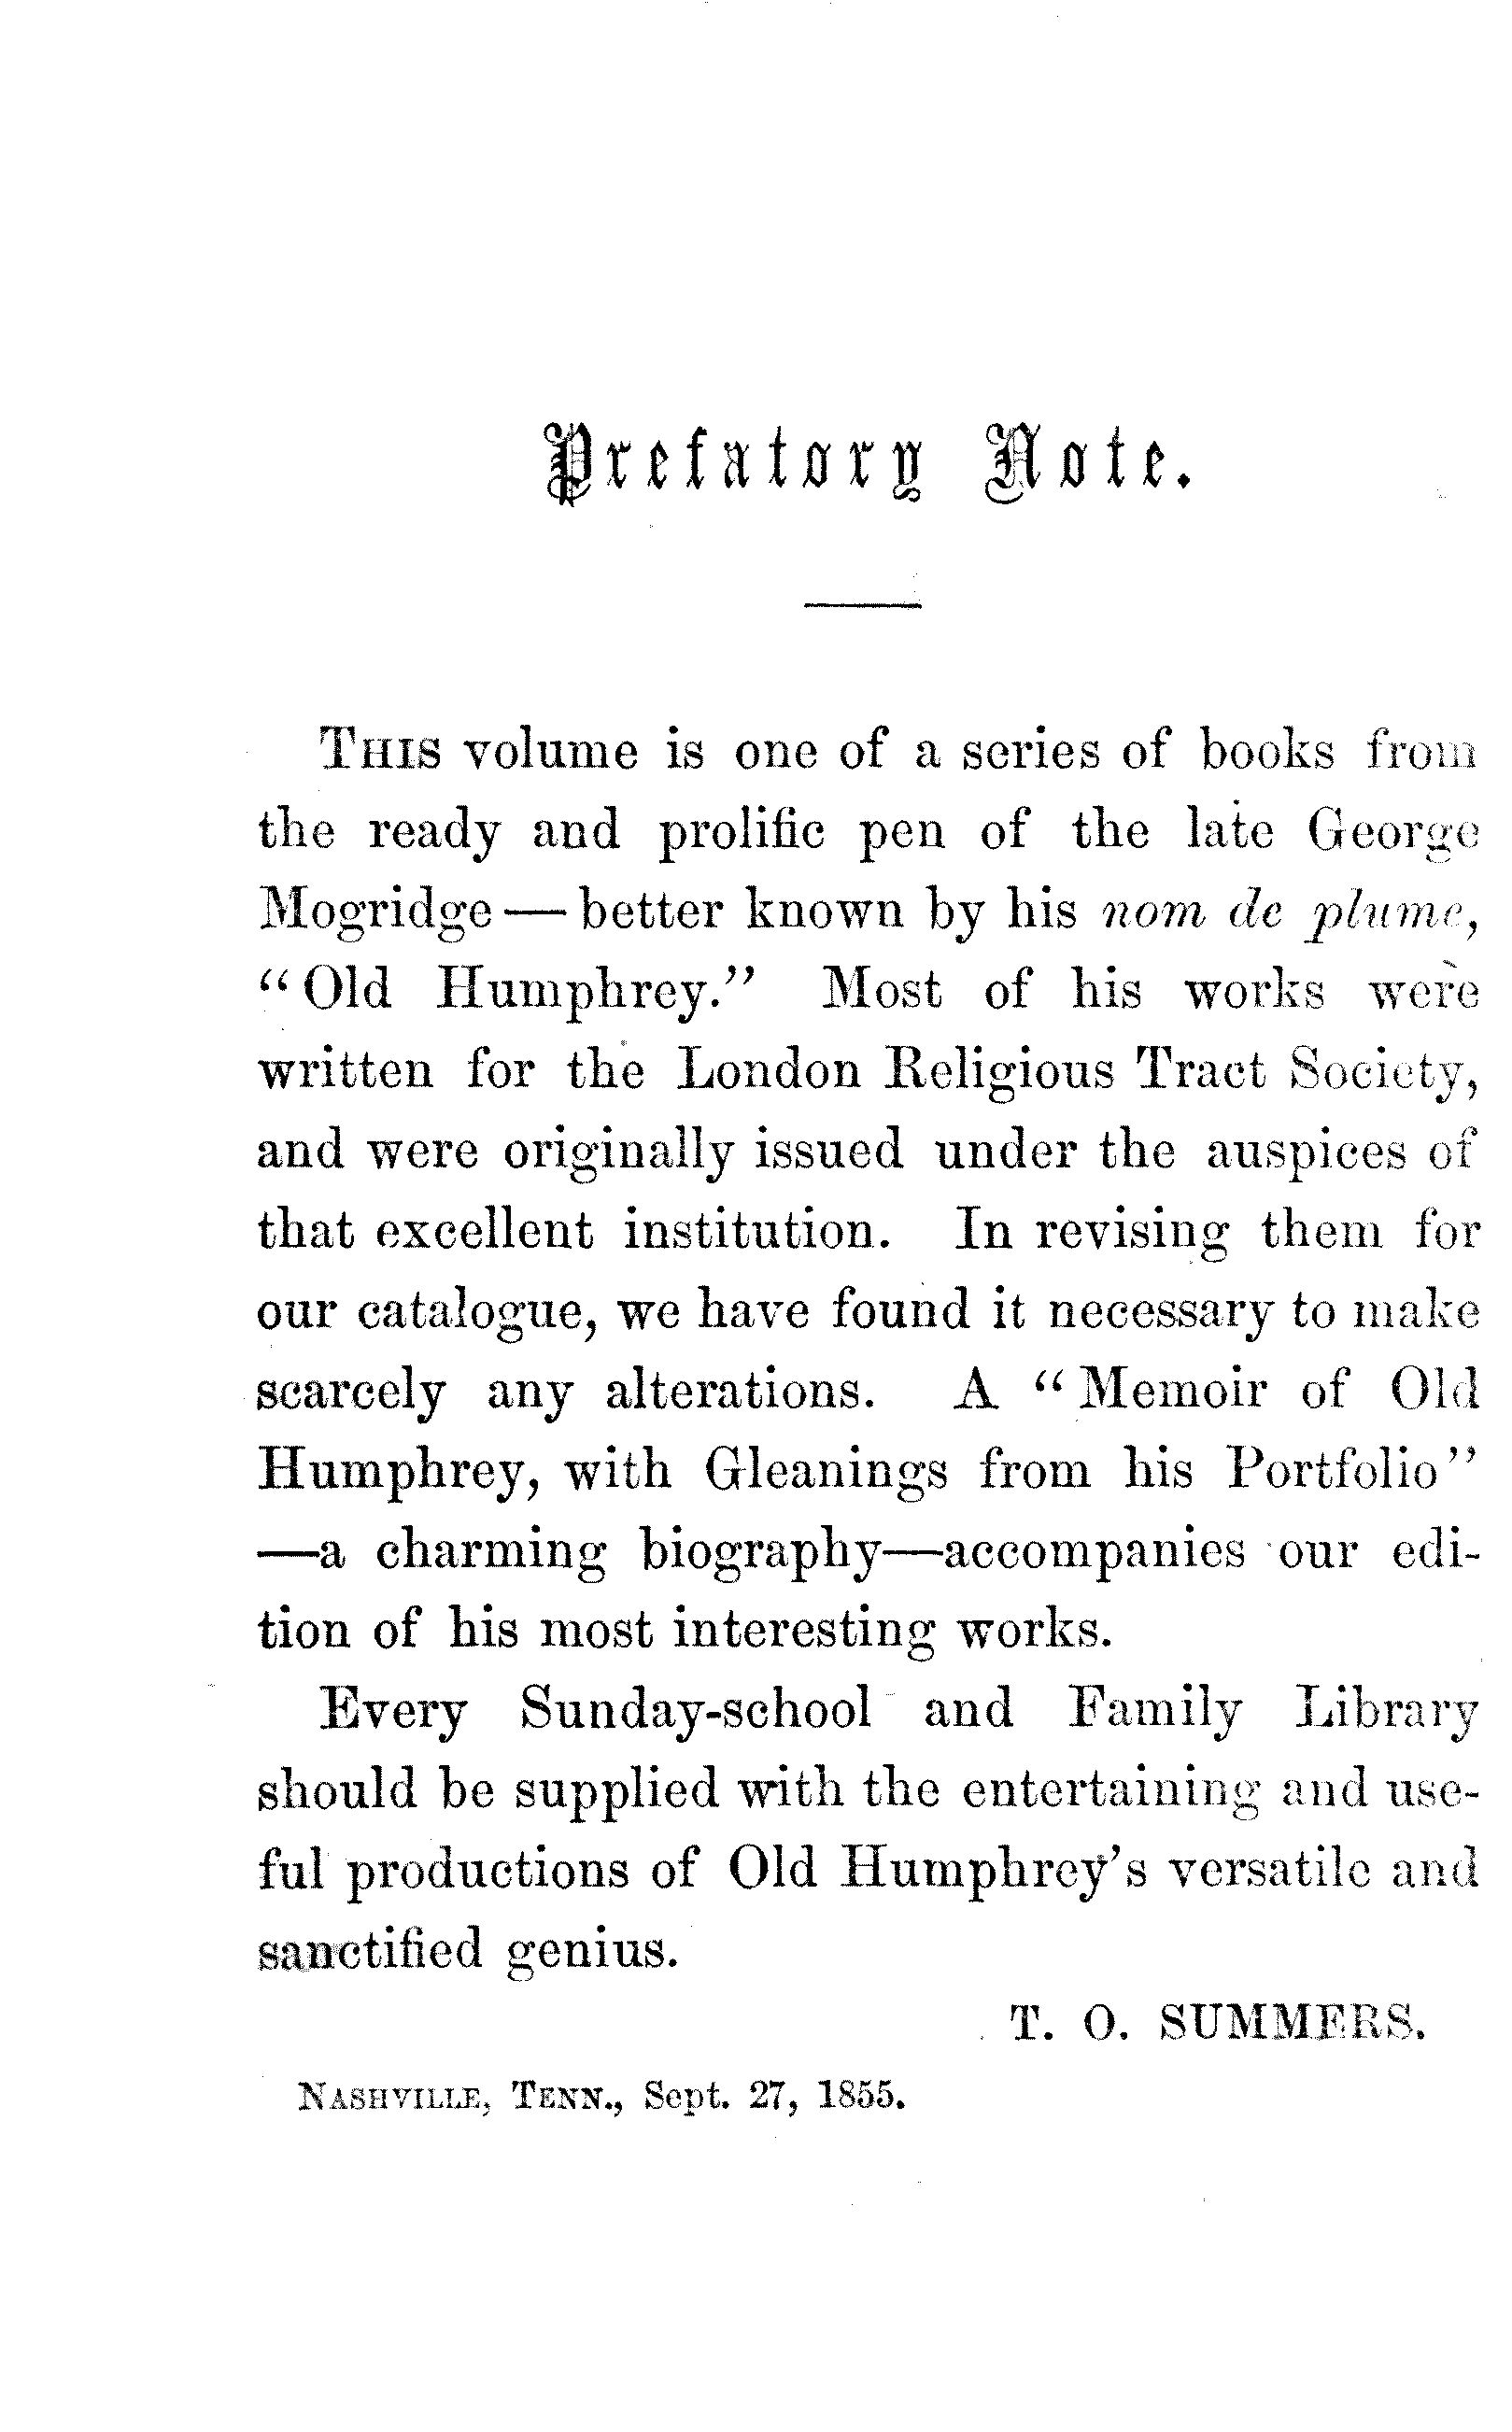 Prefatory Note.
THIS volume is one of a series of books from
the ready and prolific pen of the late George
Mogridge — better known by his nom de plume,
“Old Humphrey.” Most of his works were
written for the London Religious Tract Society,
and were originally issued under the auspices of
that excellent institution. In revising them for
our catalogue, we have found it necessary to make
scarcely any alterations. A “Memoir of Old
Humphrey, with Gleanings from his Portfolio”
—a charming biography—accompanies our edi-
tion of his most interesting works.
Every Sunday-school and Family Library
should be supplied with the entertaining and use-
ful productions of Old Humphrey’s versatile and
sanctified genius.
T. O. SUMMERS.
NASHVILLE, TENN., Sept. 27, 1855.